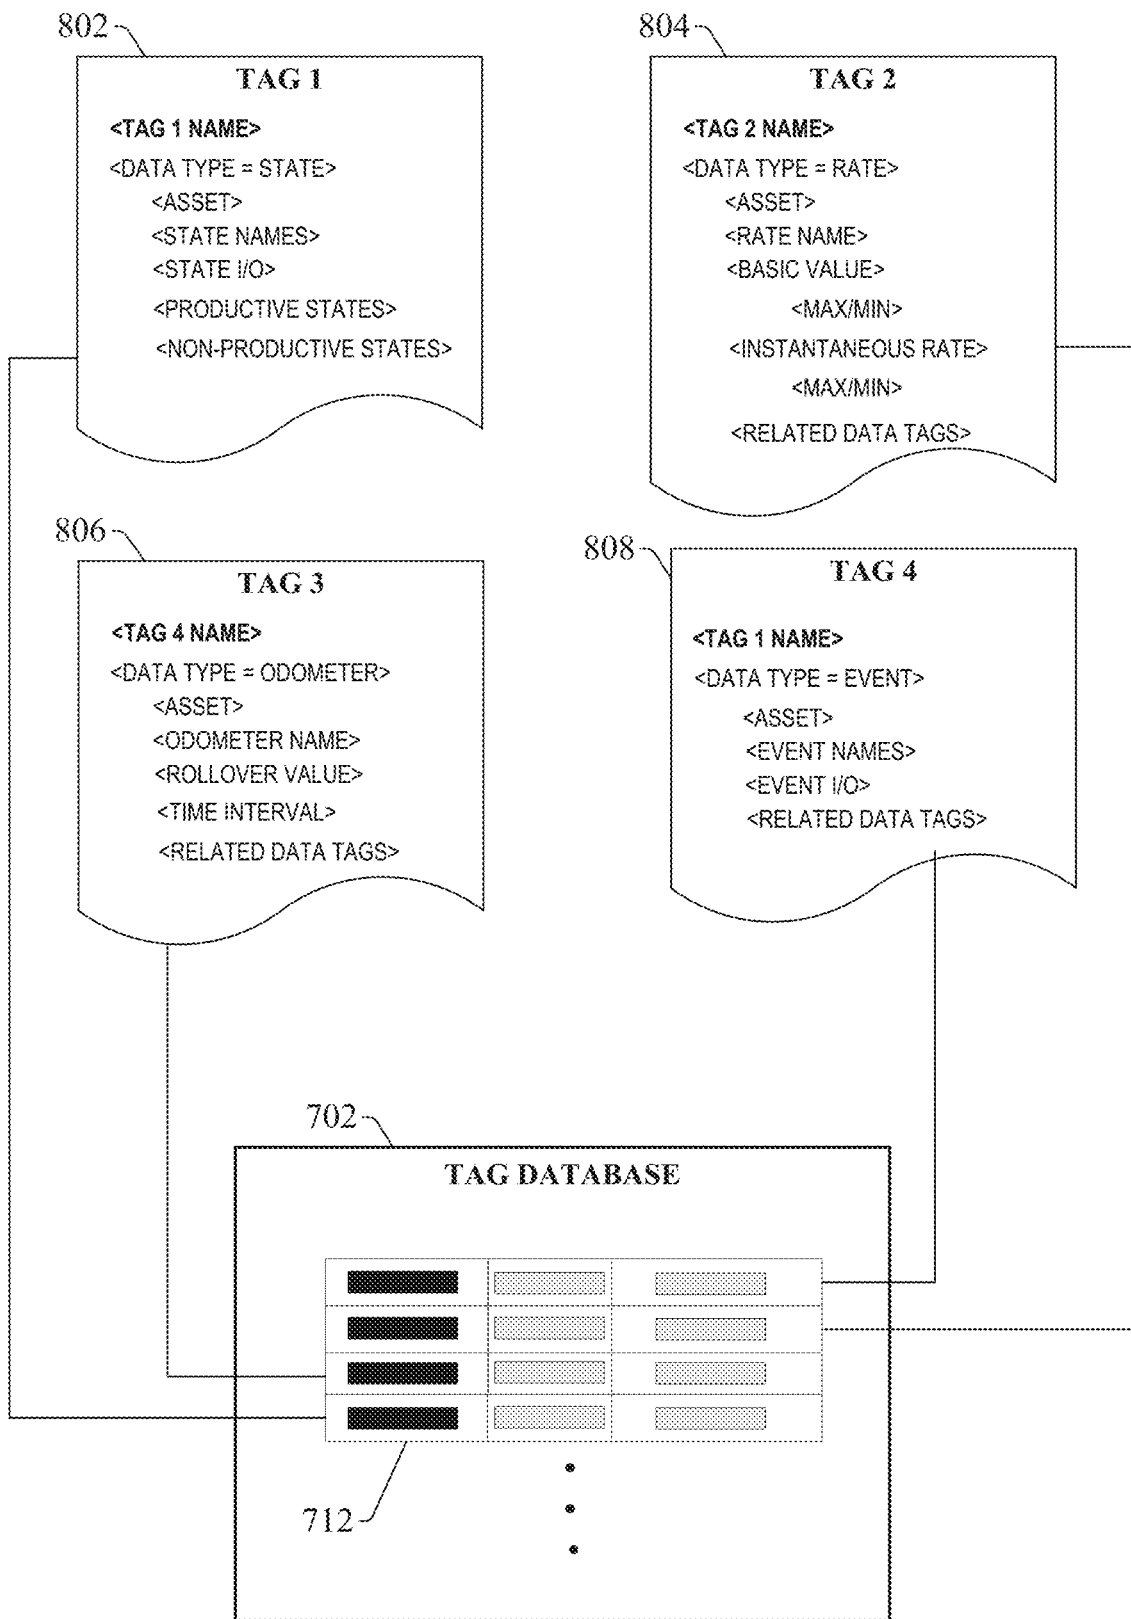 802
TAG 1
<TAG 1 NAME>
<DATA TYPE = STATE>
<ASSET>
<STATE NAMES>
<STATE I/O>
<PRODUCTIVE STATES>
<NON-PRODUCTIVE STATES>
804
TAG 2
<TAG 2 NAME>
<DATA TYPE = RATE>
<ASSET>
<RATE NAME>
<BASIC VALUE>
<MAX/MIN>
<INSTANTANEOUS RATE>
<MAX/MIN>
<RELATED DATA TAGS>
806
TAG 3
<TAG 4 NAME>
<DATA TYPE = ODOMETER>
<ASSET>
<ODOMETER NAME>
<ROLLOVER VALUE>
<TIME INTERVAL>
<RELATED DATA TAGS>
808
TAG 4
<TAG 1 NAME>
<DATA TYPE = EVENT>
<ASSET>
<EVENT NAMES>
<EVENT I/O>
<RELATED DATA TAGS>
702
TAG DATABASE
712